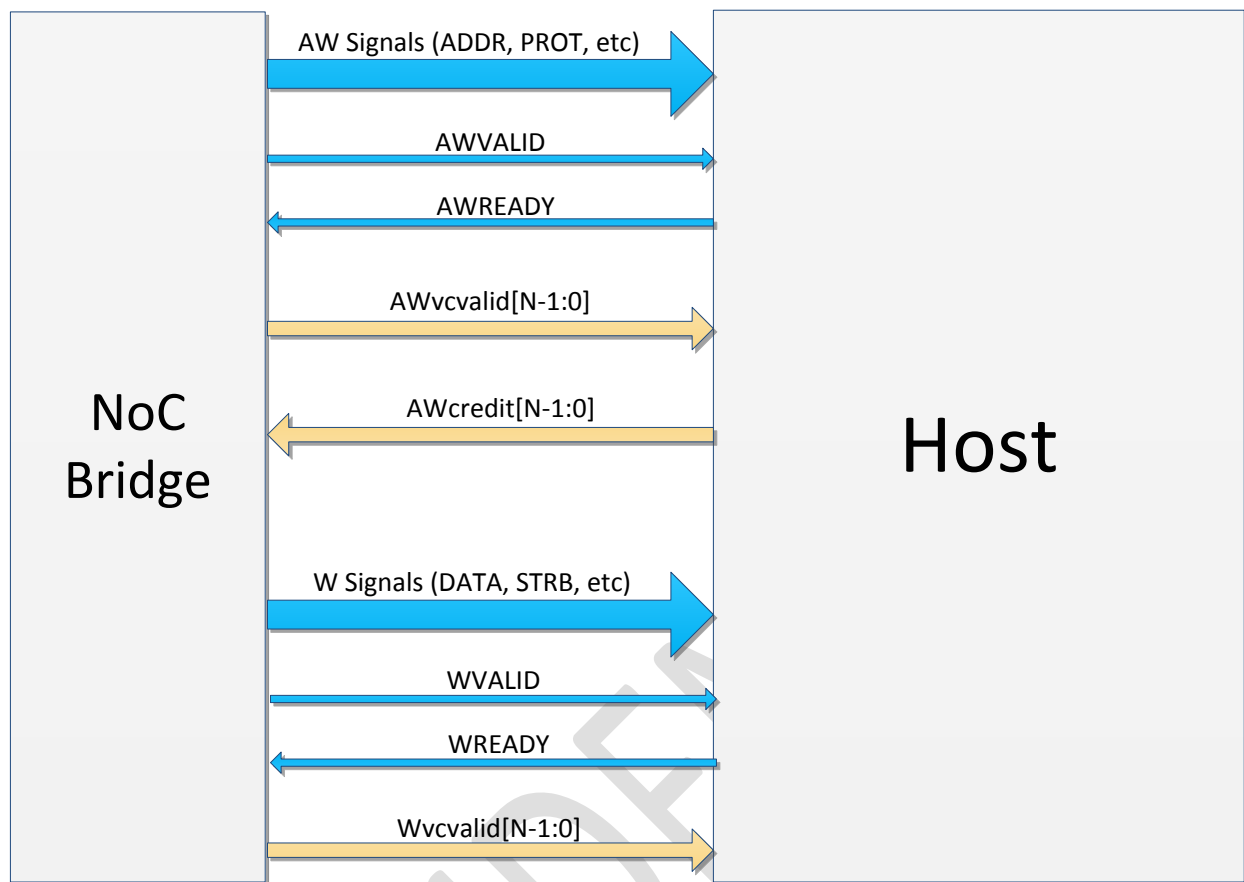 AW Signals (ADDR, PROT, etc)
AWVALID
AWREADY
AWvcvalid[N-1:0]
AWcredit[N-1:0]
NoC
Bridge
Host
W Signals (DATA, STRB, etc)
WVALID
WREADY
Wvcvalid[N-1:0]